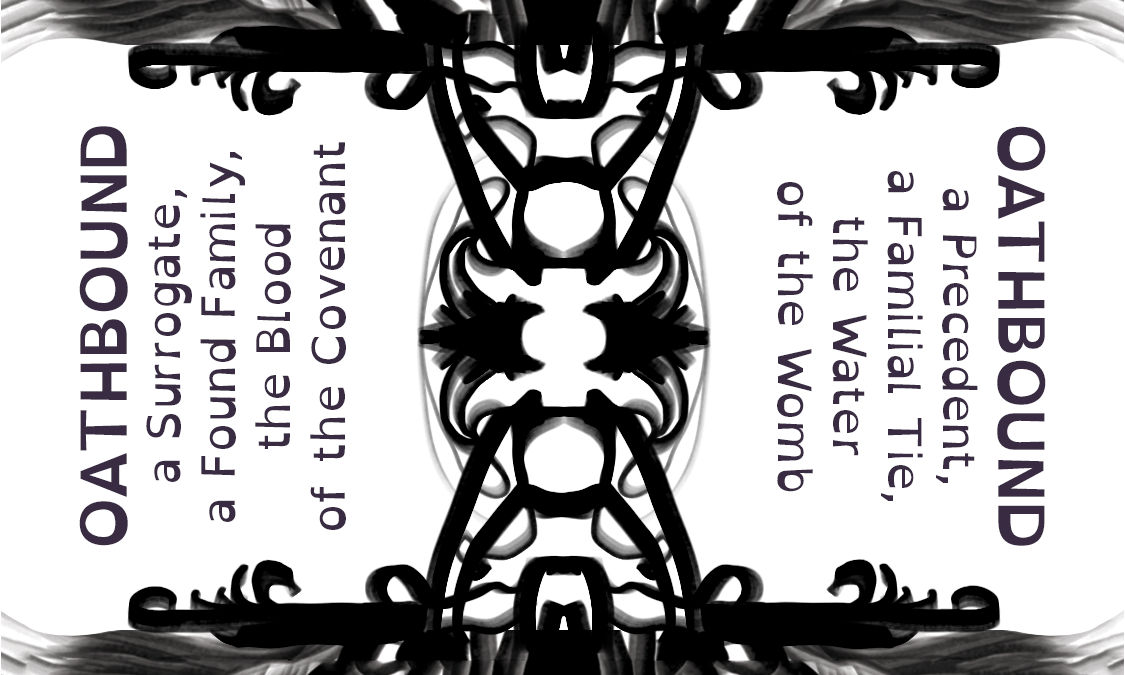 OATHBOUND
a Surrogate,
a Found Family,
the Blood
of the Covenant
OATHBOUND
a Precedent,
a Familial Tie,
the Water
of the Womb